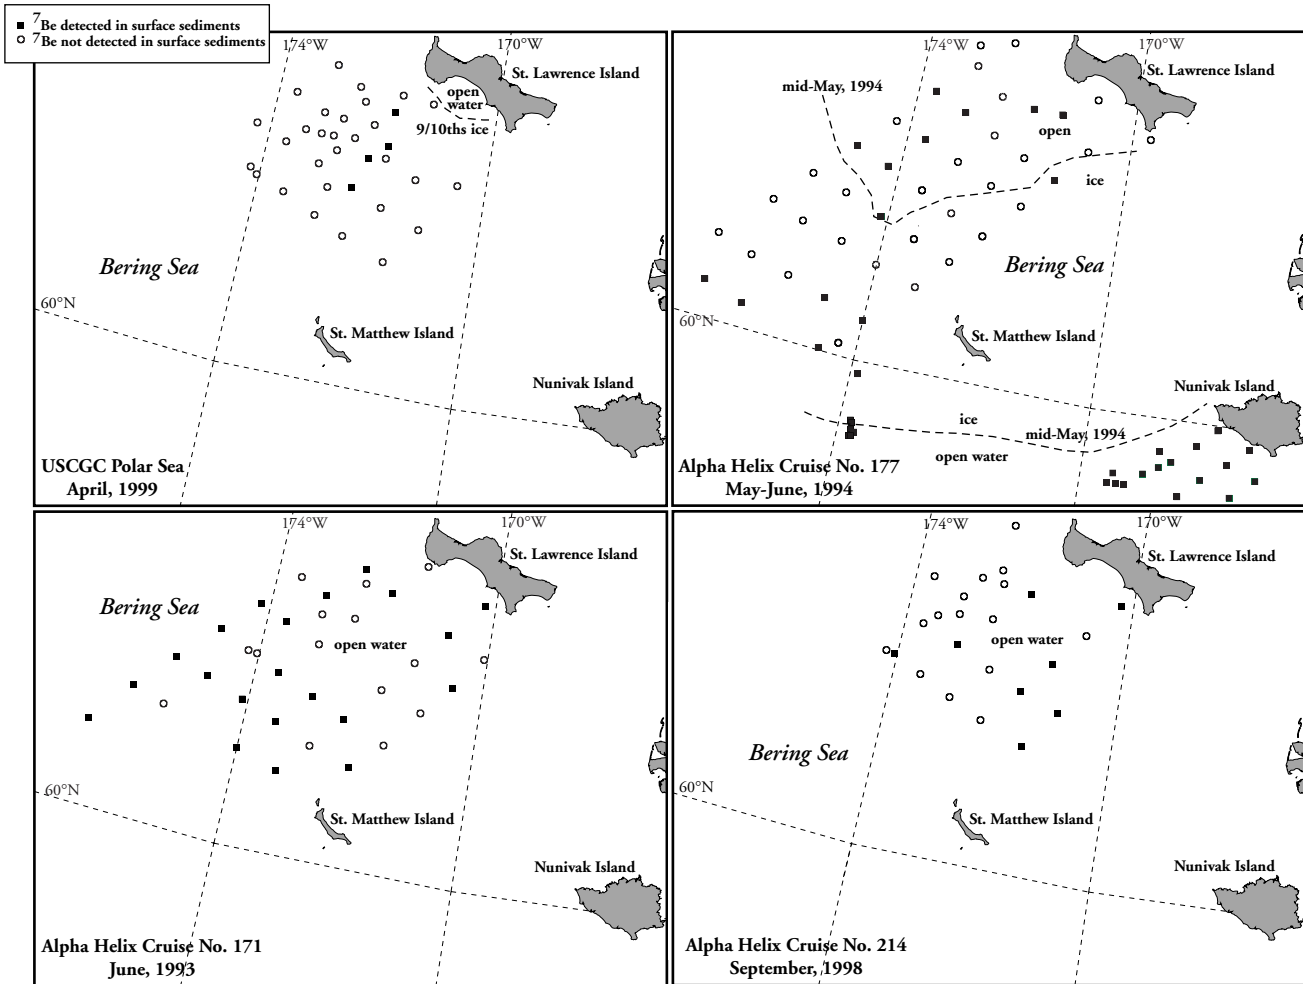 ⁷Be detected in surface sediments
⁷Be not detected in surface sediments
174°W
170°W
St. Lawrence Island
open
water
9/10ths ice
Bering Sea
60°N
St. Matthew Island
Nunivak Island
USCGC Polar Sea
April, 1999
174°W
170°W
St. Lawrence Island
mid-May, 1994
open
ice
Bering Sea
60°N
St. Matthew Island
Nunivak Island
ice
mid-May, 1994
open water
Alpha Helix Cruise No. 177
May-June, 1994
174°W
170°W
St. Lawrence Island
Bering Sea
open water
60°N
St. Matthew Island
Nunivak Island
Alpha Helix Cruise No. 171
June, 1993
174°W
170°W
St. Lawrence Island
open water
Bering Sea
60°N
St. Matthew Island
Nunivak Island
Alpha Helix Cruise No. 214
September, 1998